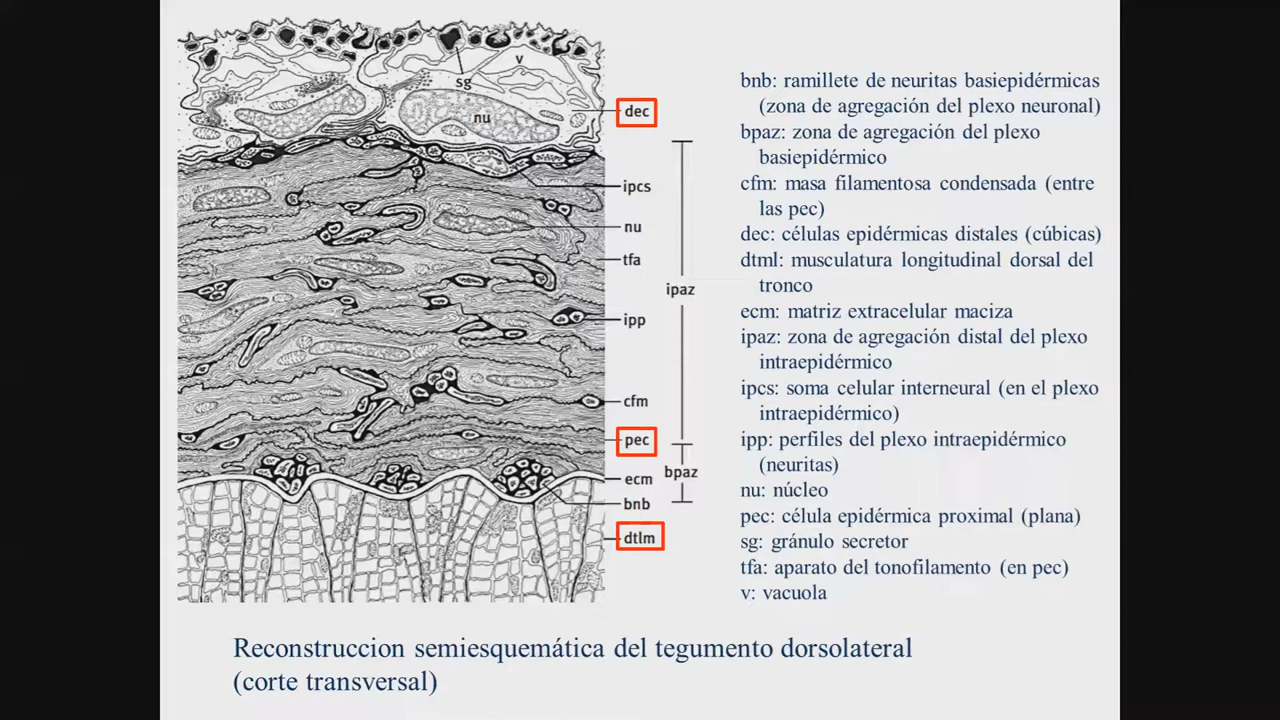 v
sg
dec
nu
ipcs
nu
tfa
ipaz
ipp
cfm
pec
bpaz
ecm
bnb
dtlm
bnb: ramillete de neuritas basiepidérmicas
(zona de agregación del plexo neuronal)
bpaz: zona de agregación del plexo
basiepidérmico
cfm: masa filamentosa condensada (entre
las pec)
dec: células epidérmicas distales (cúbicas)
dtml: musculatura longitudinal dorsal del
tronco
ecm: matriz extracelular maciza
ipaz: zona de agregación distal del plexo
intraepidérmico
ipcs: soma celular interneural (en el plexo
intraepidérmico)
ipp: perfiles del plexo intraepidérmico
(neuritas)
nu: núcleo
pec: célula epidérmica proximal (plana)
sg: gránulo secretor
tfa: aparato del tonofilamento (en pec)
v: vacuola
Reconstruccion semiesquemática del tegumento dorsolateral
(corte transversal)